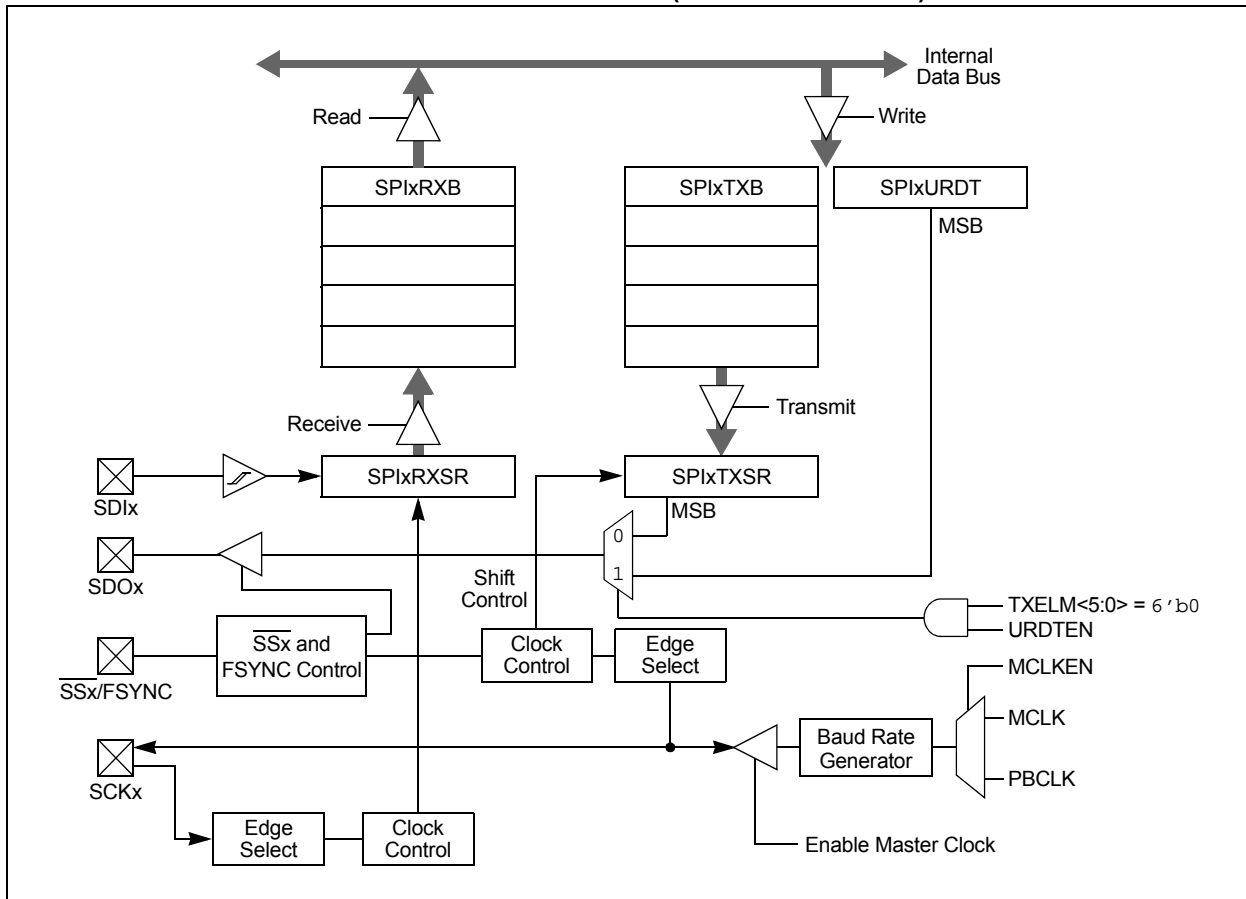 Internal
Data Bus
Read
Write
SPIxRXB
SPIxTXB
SPIxURDT
MSB
Receive
Transmit
SPIxRXSR
SPIxTXSR
SDIx
MSB
0
1
SDOx
Shift
Control
TXELM<5:0> = 6'b0
URDTEN
SSx and
FSYNC Control
Clock
Control
Edge
Select
SSx/FSYNC
MCLKEN
MCLK
Baud Rate
Generator
PBCLK
SCKx
Edge
Select
Clock
Control
Enable Master Clock